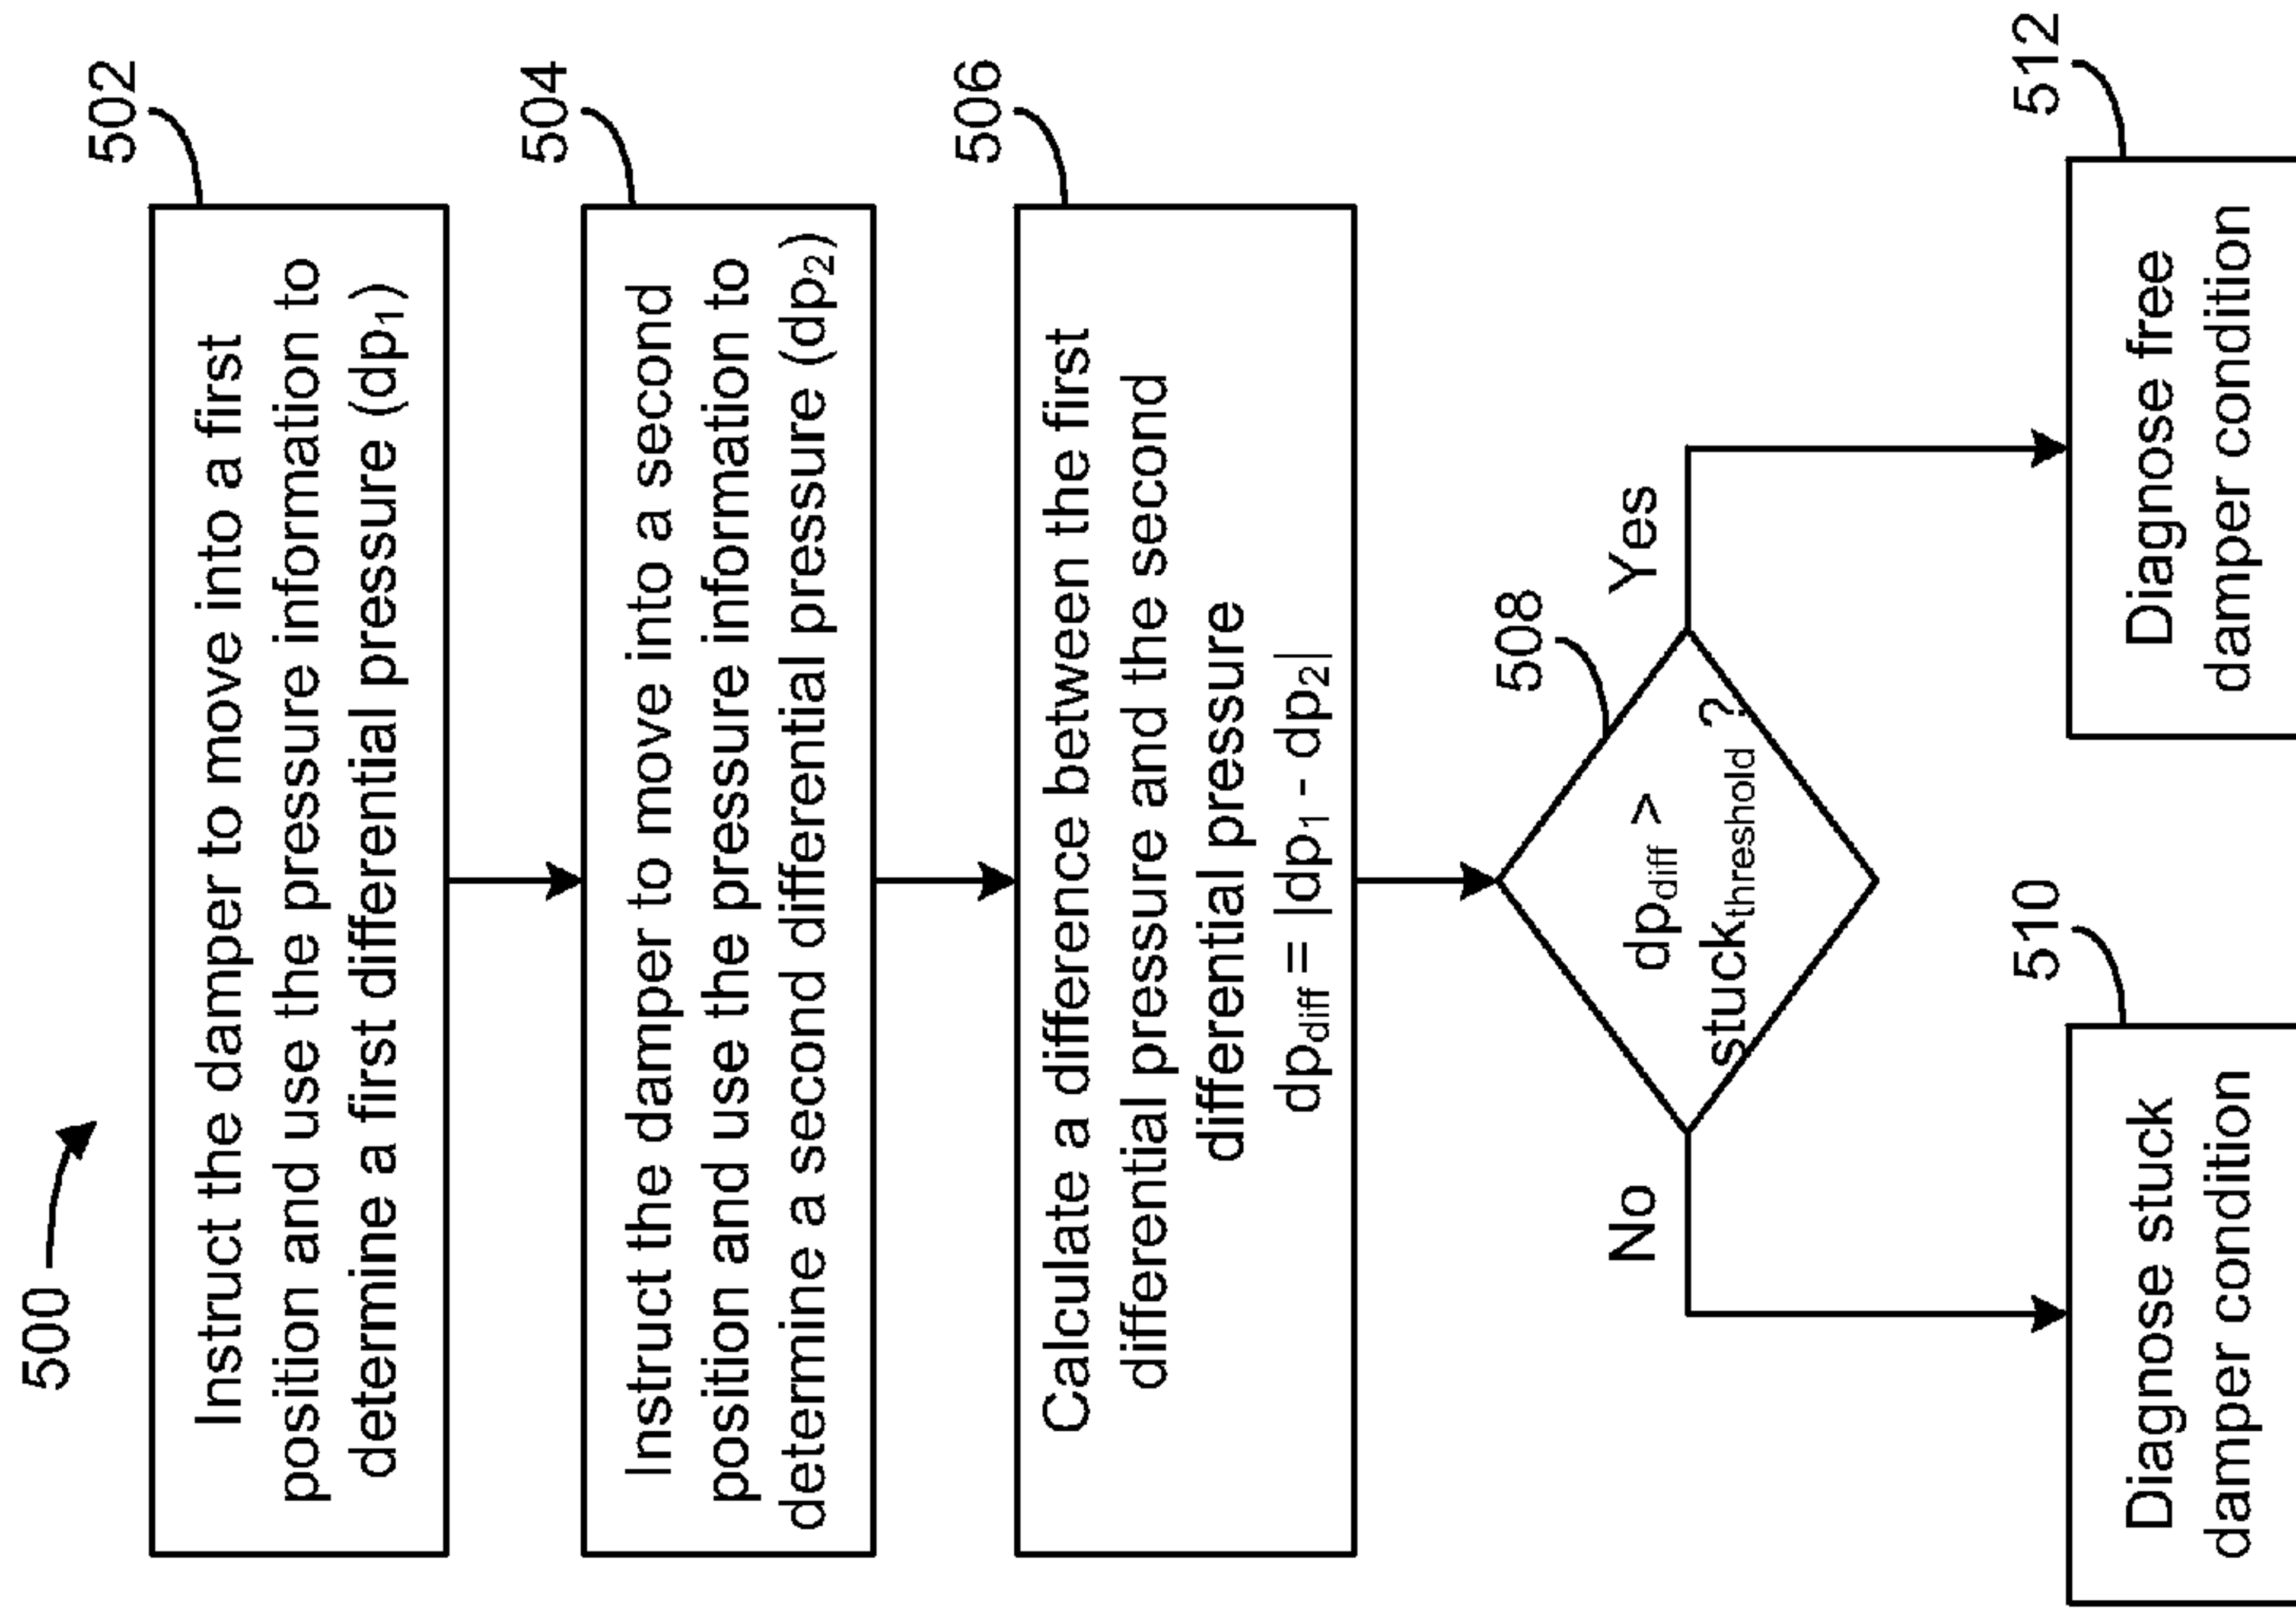 500
502
Instruct the damper to move into a first
position and use the pressure information to
determine a first differential pressure (dp₁)
504
Instruct the damper to move into a second
position and use the pressure information to
determine a second differential pressure (dp₂)
506
Calculate a difference between the first
differential pressure and the second
differential pressure
dp_diff = |dp₁ - dp₂|
508
dp_diff >
stuck_threshold ?
No
Yes
510
Diagnose stuck
damper condition
512
Diagnose free
damper condition